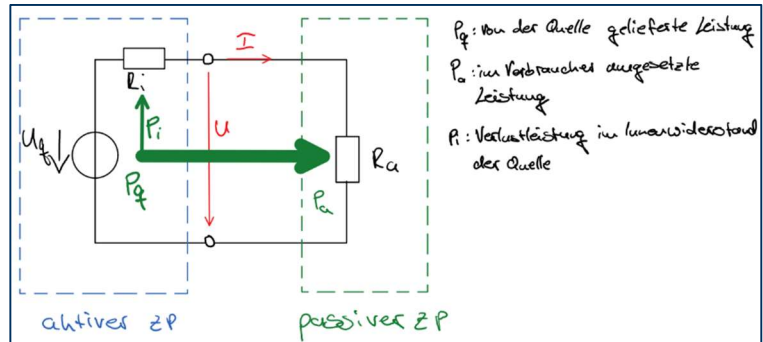 Ri
I
Uq
Pi
U
Pq
Pa
Ra
aktiver ZP
passiver ZP
Pq: von der Quelle gelieferte Leistung
Pa: im Verbraucher umgesetzte
Leistung
Pi: Verlustleistung im Innenwiderstand
der Quelle